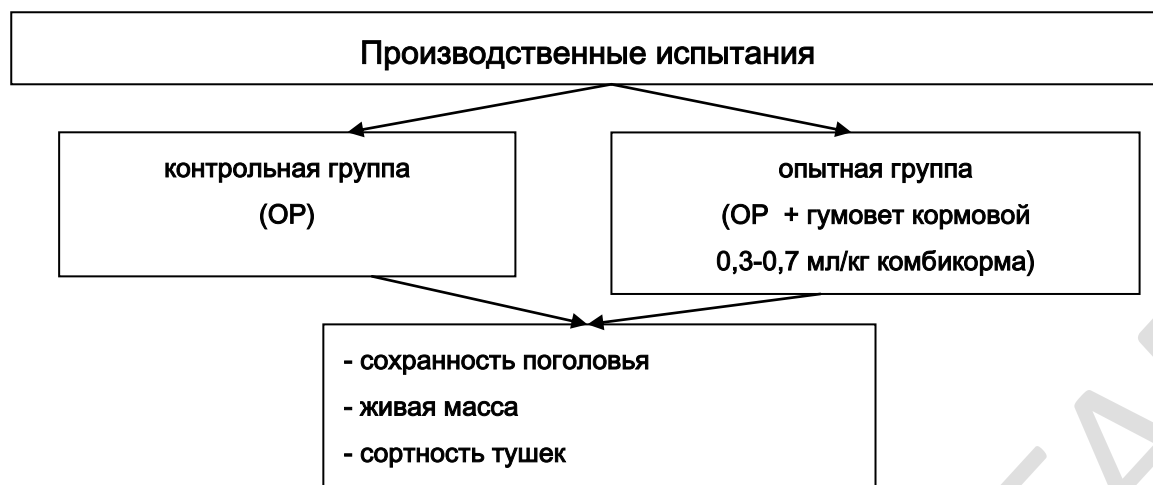 Производственные испытания
контрольная группа
(ОР)
опытная группа
(ОР + гумовет кормовой
0,3-0,7 мл/кг комбикорма)
- сохранность поголовья
- живая масса
- сортность тушек